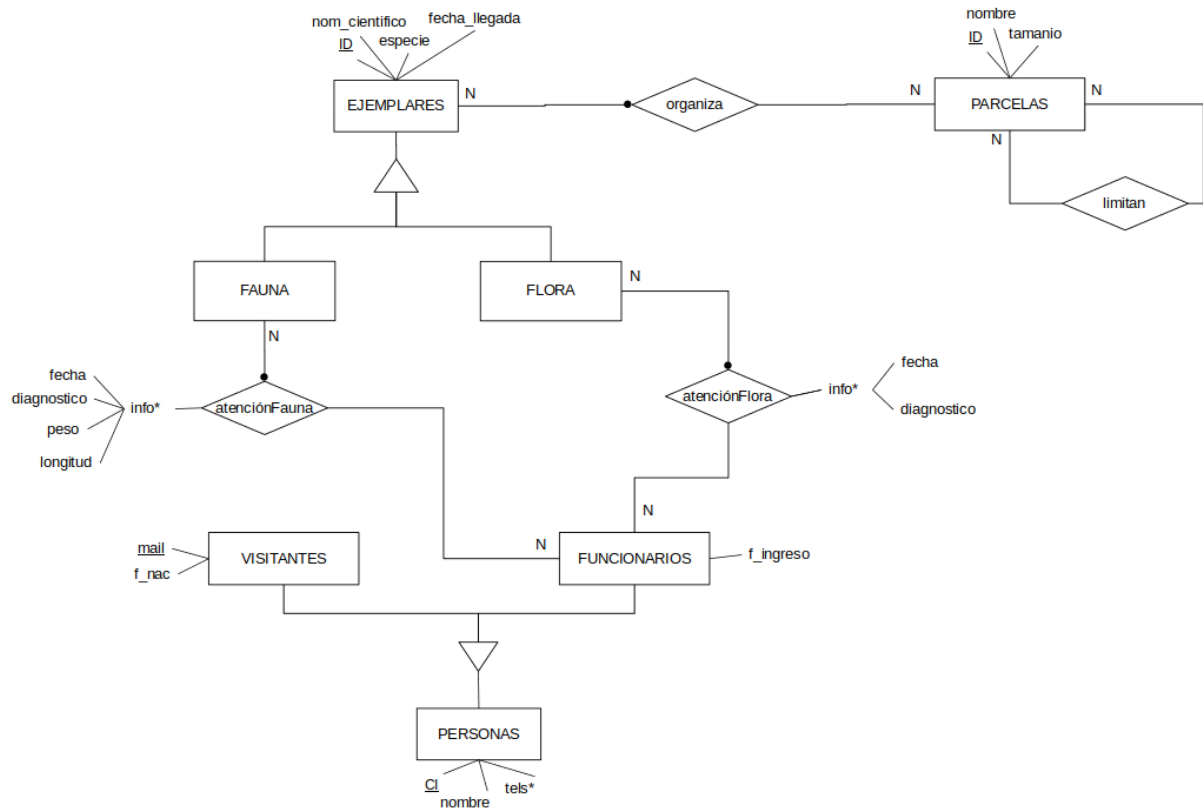 nom_cientifico
fecha_llegada
ID
especie
EJEMPLARES
N
organiza
N
nombre
ID
tamanio
PARCELAS
N
N
limitan
FAUNA
N
FLORA
N
fecha
diagnostico
peso
longitud
info*
atenciónFauna
atenciónFlora
info*
fecha
diagnostico
N
N
mail
f_nac
VISITANTES
FUNCIONARIOS
f_ingreso
PERSONAS
CI
nombre
tels*